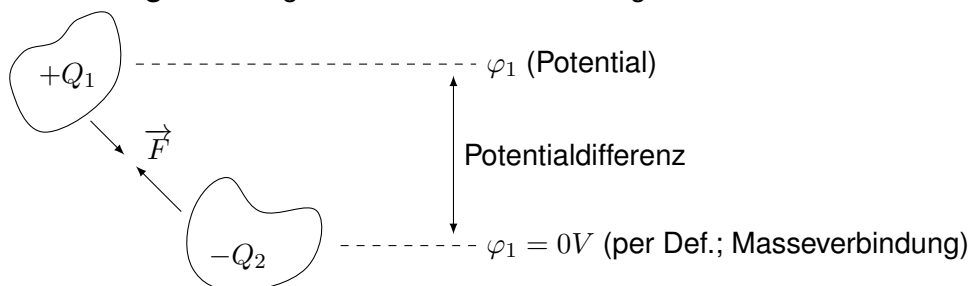 +Q₁
φ₁ (Potential)
F⃗
Potentialdifferenz
−Q₂
φ₁ = 0V (per Def.; Masseverbindung)